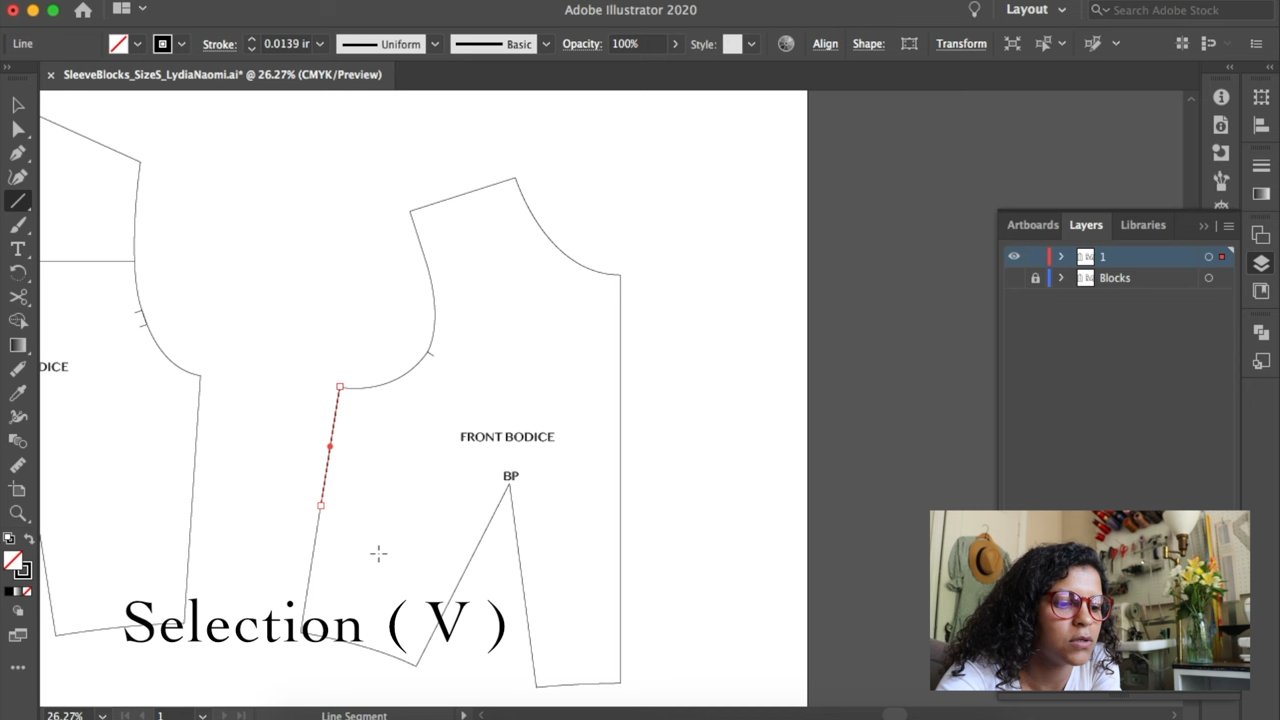 Adobe Illustrator 2020
Layout
Search Adobe Stock
Line
Stroke:
0.0139 in
Uniform
Basic
Opacity:
100%
Style:
Align
Shape:
Transform
× SleeveBlocks_SizeS_LydiaNaomi.ai* @ 26.27% (CMYK/Preview)
Artboards
Layers
Libraries
1
Blocks
DICE
FRONT BODICE
BP
Selection ( V )
26.27%
1
Line Segment